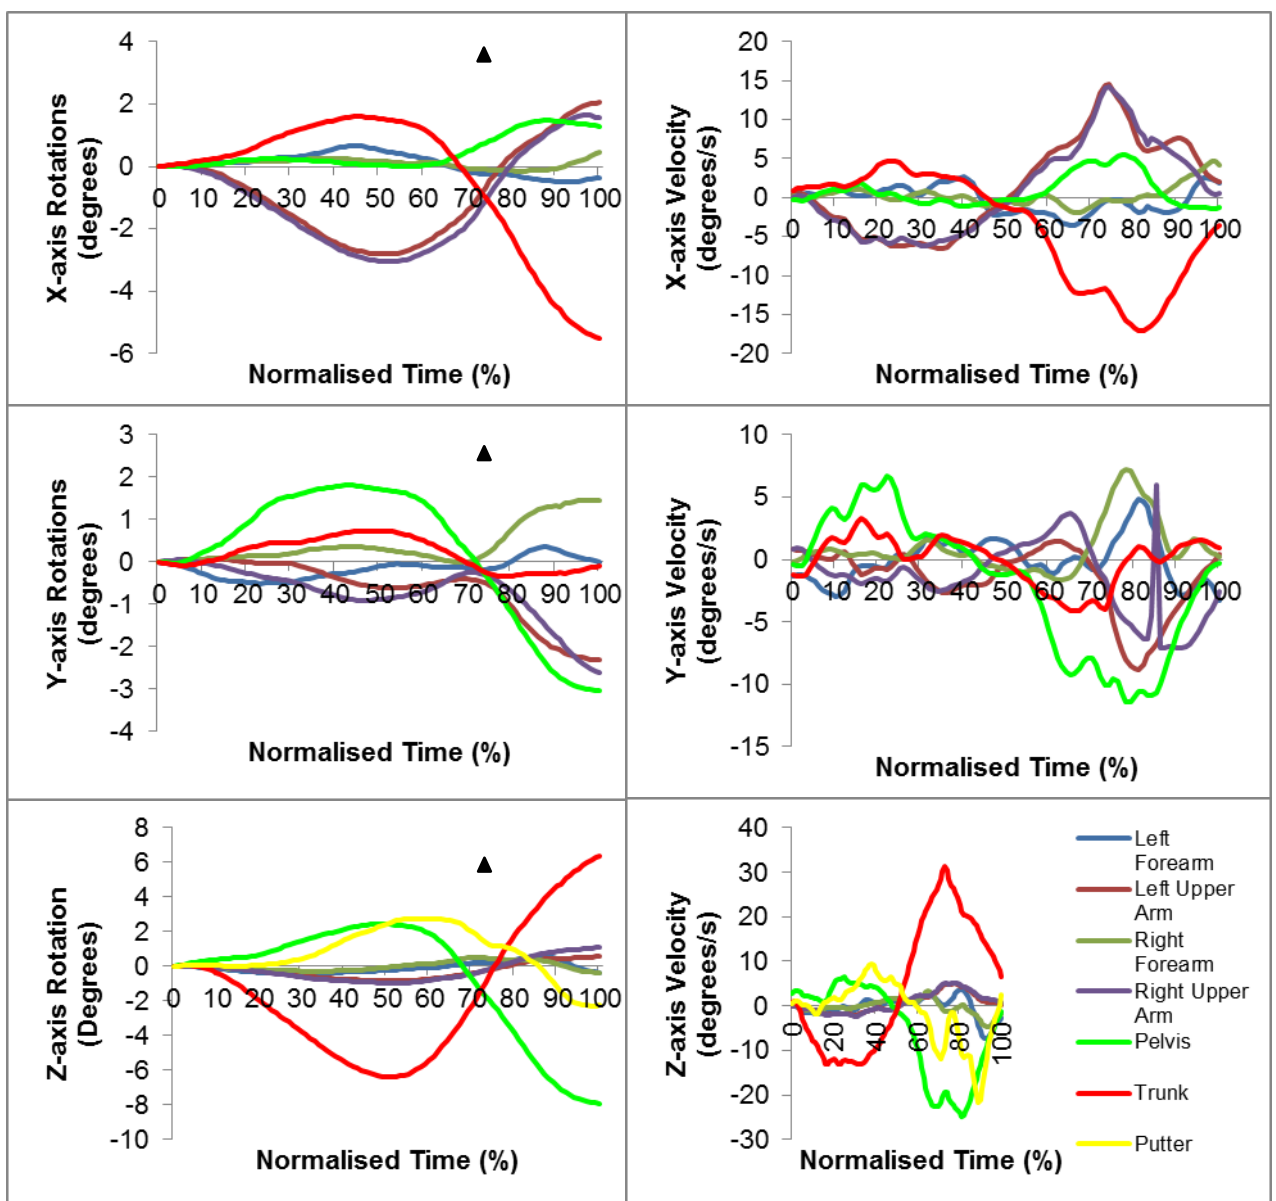 4
2
0
-2
-4
-6
0 10 20 30 40 50 60 70 80 90 100
X-axis Rotations
(degrees)
Normalised Time (%)
20
15
10
5
0
-5
-10
-15
-20
0 10 20 30 40 50 60 70 80 90 100
X-axis Velocity
(degrees/s)
Normalised Time (%)
3
2
1
0
-1
-2
-3
-4
0 10 20 30 40 50 60 70 80 90 100
Y-axis Rotations
(degrees)
Normalised Time (%)
10
5
0
-5
-10
-15
0 10 20 30 40 50 60 70 80 90 100
Y-axis Velocity
(degrees/s)
Normalised Time (%)
8
6
4
2
0
-2
-4
-6
-8
-10
0 10 20 30 40 50 60 70 80 90 100
Z-axis Rotation
(Degrees)
Normalised Time (%)
40
30
20
10
0
-10
-20
-30
0 20 40 60 80 100
Z-axis Velocity
(degrees/s)
Normalised Time (%)
Left
Forearm
Left Upper
Arm
Right
Forearm
Right Upper
Arm
Pelvis
Trunk
Putter